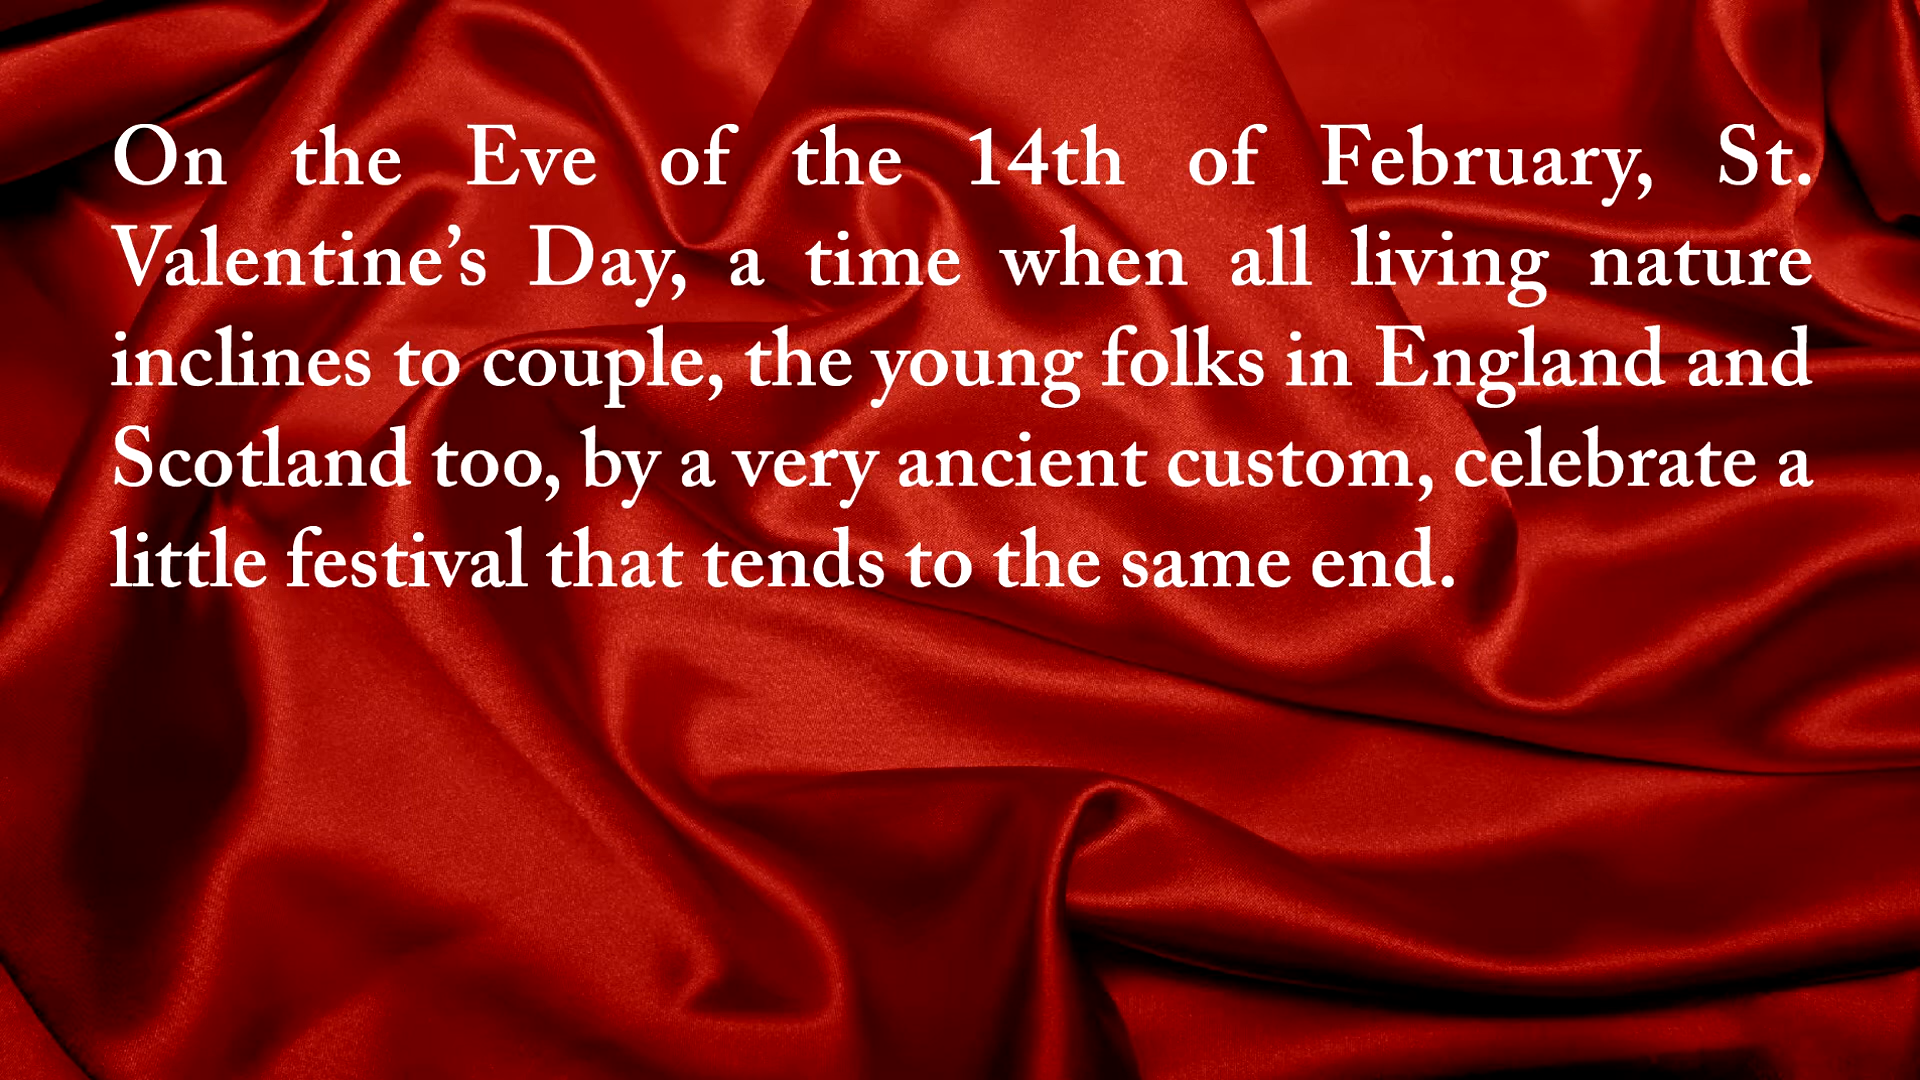 On the Eve of the 14th of February, St.
Valentine’s Day, a time when all living nature
inclines to couple, the young folks in England and
Scotland too, by a very ancient custom, celebrate a
little festival that tends to the same end.